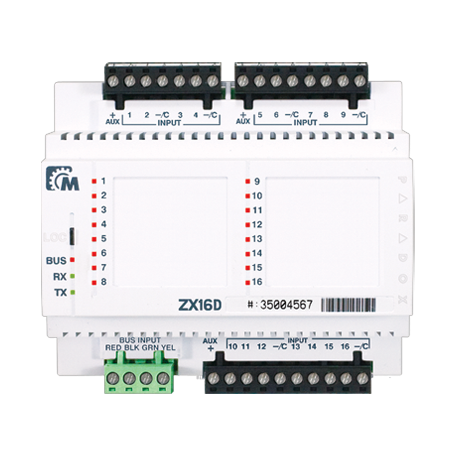 + 1 2 -/C 3 4 -/C
AUX INPUT
+ 5 6 -/C 7 8 9 -/C
AUX INPUT
M
1
2
3
4
5
6
7
8
9
10
11
12
13
14
15
16
LOC
BUS
RX
TX
PARADOX
ZX16D
#: 35004567
BUS INPUT
RED BLK GRN YEL
AUX INPUT
+ 10 11 12 -/C 13 14 15 16 -/C